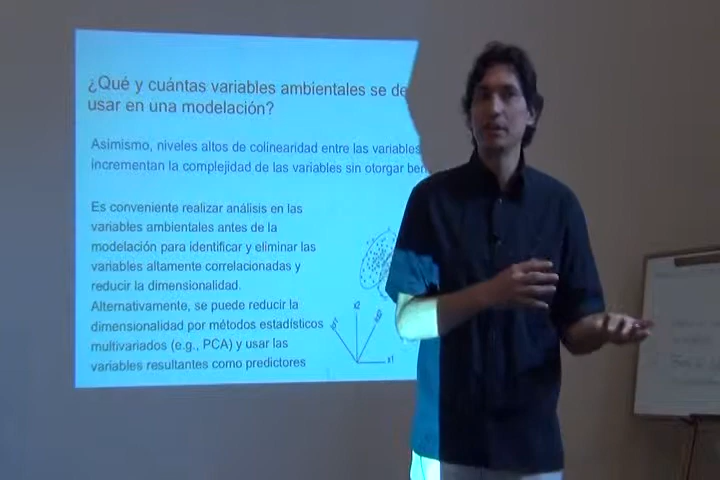 ¿Qué y cuántas variables ambientales se de
usar en una modelación?
Asimismo, niveles altos de colinearidad entre las variables
incrementan la complejidad de las variables sin otorgar ben
Es conveniente realizar análisis en las
variables ambientales antes de la
modelación para identificar y eliminar las
variables altamente correlacionadas y
reducir la dimensionalidad.
Alternativamente, se puede reducir la
dimensionalidad por métodos estadísticos
multivariados (e.g., PCA) y usar las
variables resultantes como predictores